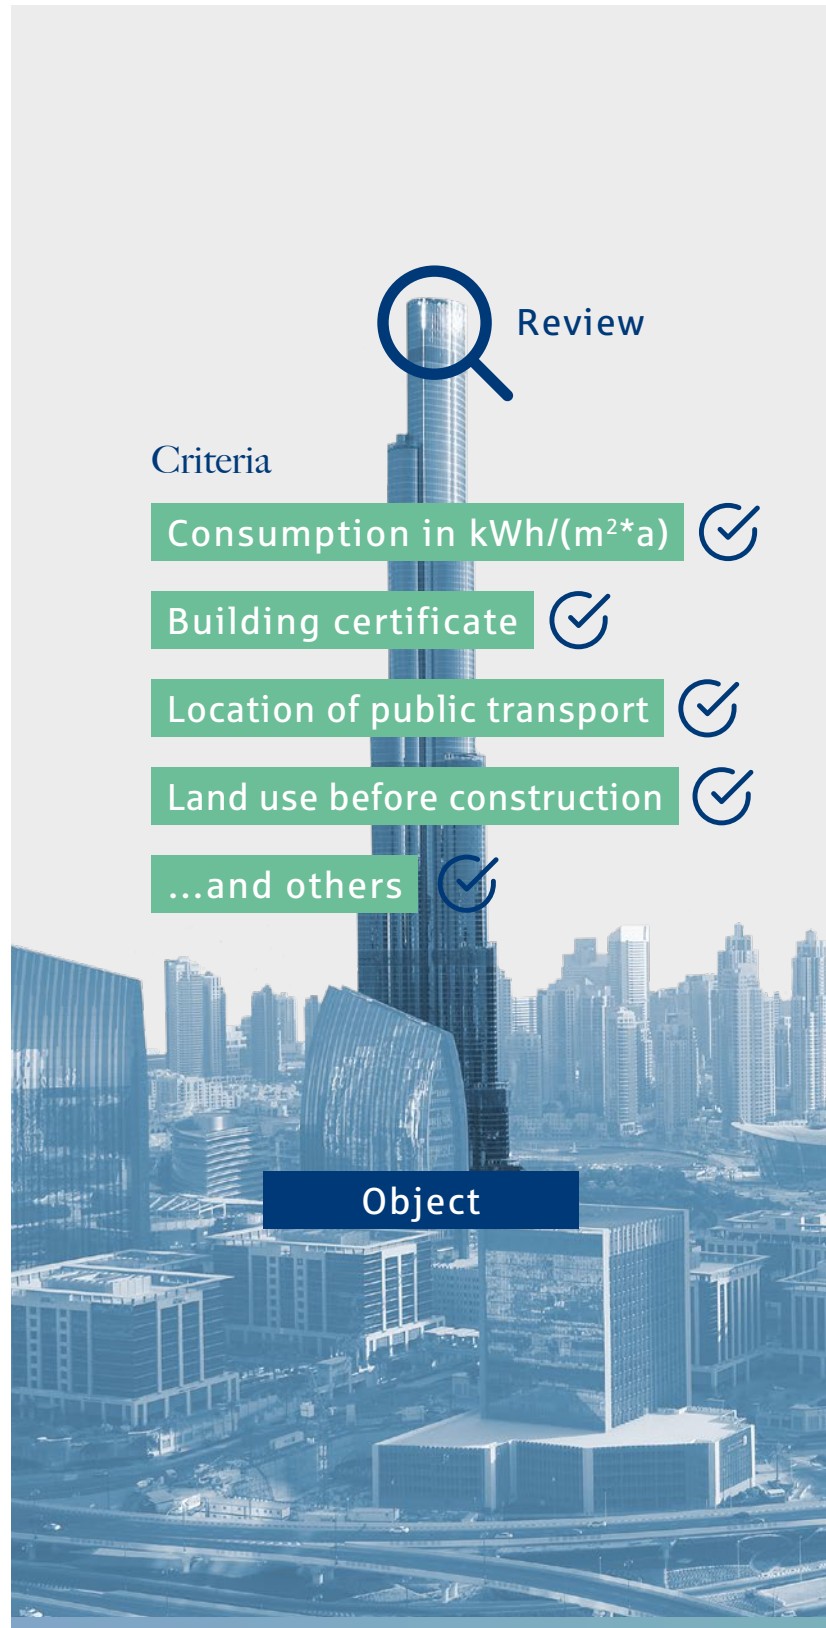 Review
Criteria
Consumption in kWh/(m²*a)
Building certificate
Location of public transport
Land use before construction
...and others
Object